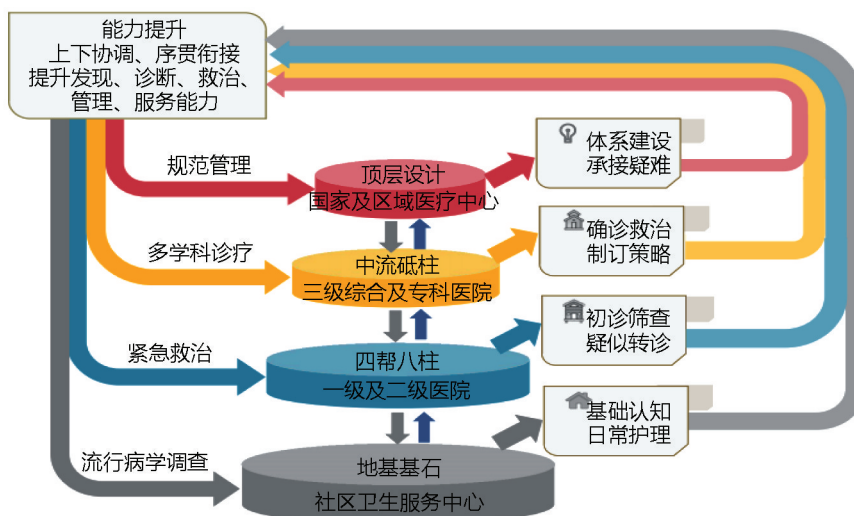 能力提升
上下协调、序贯衔接
提升发现、诊断、救治、
管理、服务能力
规范管理
顶层设计
国家及区域医疗中心
体系建设
承接疑难
多学科诊疗
中流砥柱
三级综合及专科医院
确诊救治
制订策略
紧急救治
四帮八柱
一级及二级医院
初诊筛查
疑似转诊
流行病学调查
地基基石
社区卫生服务中心
基础认知
日常护理